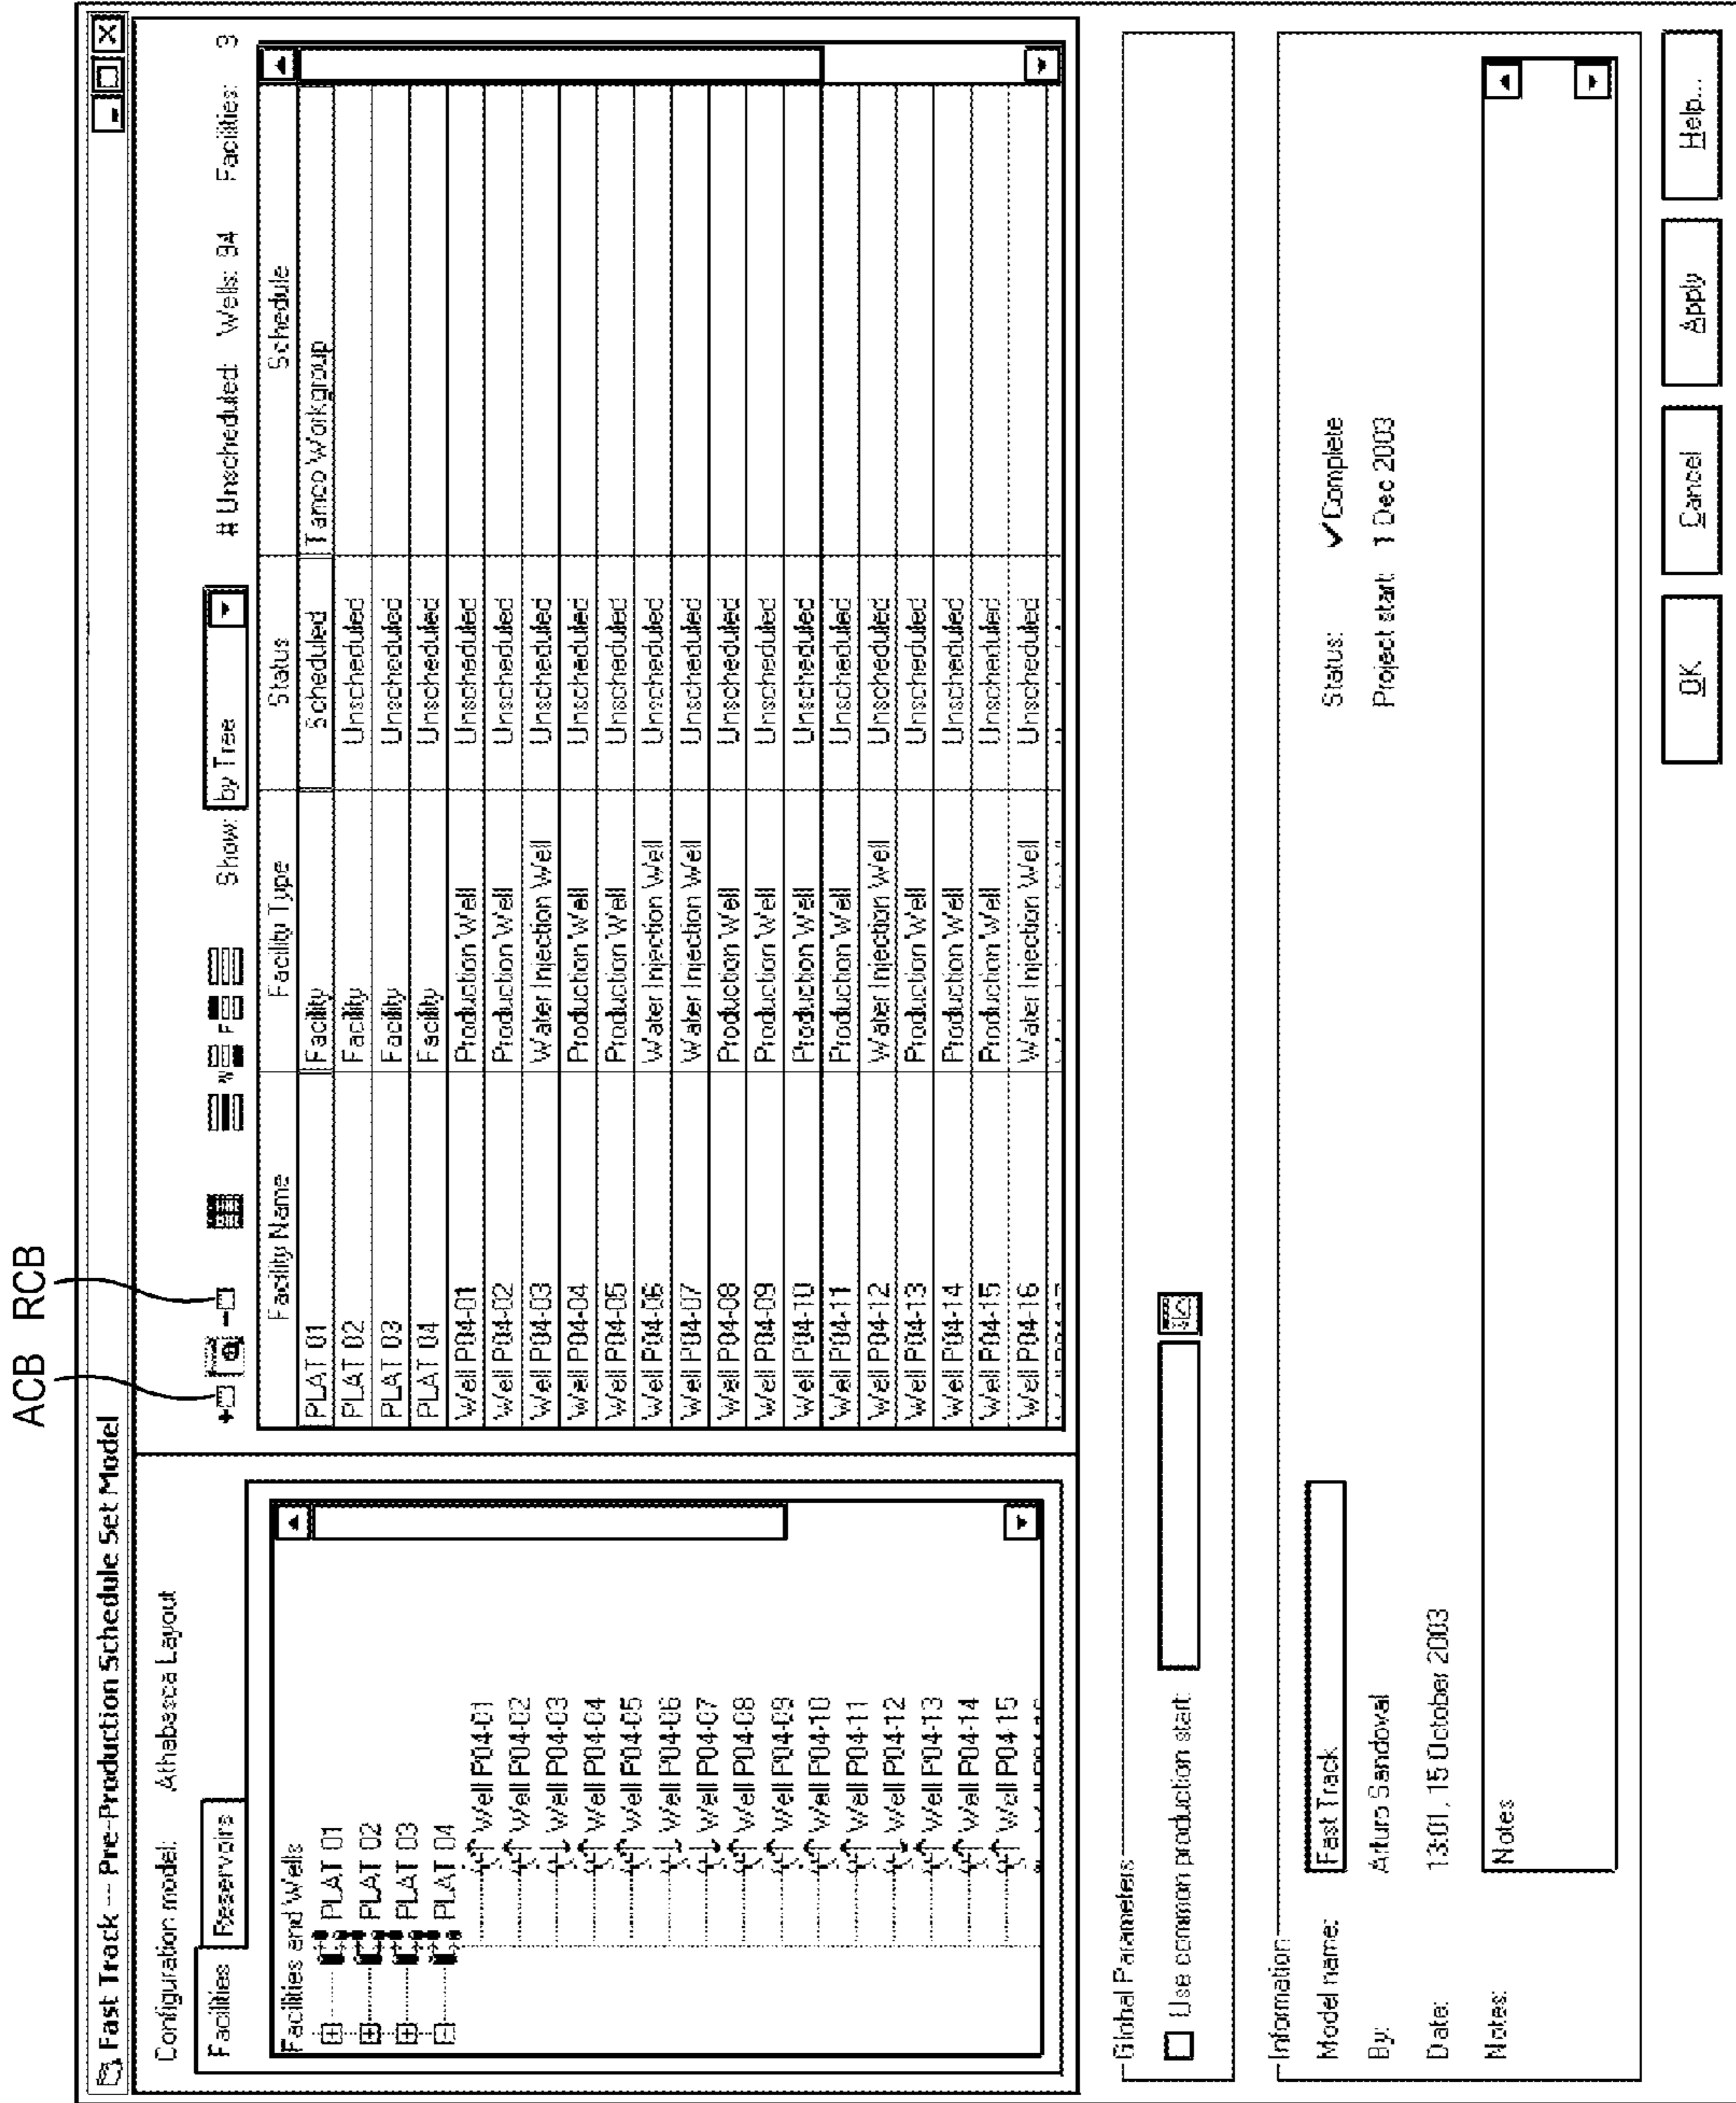 ACB RCB
Fast Track -- Pre-Production Schedule Set Model
Configuration model: Athabasca Layout
Facilities Reservoirs
Facilities and Wells
PLAT 01
PLAT 02
PLAT 03
PLAT 04
Well P04-01
Well P04-02
Well P04-03
Well P04-04
Well P04-05
Well P04-06
Well P04-07
Well P04-08
Well P04-09
Well P04-10
Well P04-11
Well P04-12
Well P04-13
Well P04-14
Well P04-15
W F Show: by Tree # Unscheduled: Wells: 94 Facilities: 3
Facility Name Facility Type Status Schedule
PLAT 01 Facility Scheduled Tamco Workgroup
PLAT 02 Facility Unscheduled
PLAT 03 Facility Unscheduled
PLAT 04 Facility Unscheduled
Well P04-01 Production Well Unscheduled
Well P04-02 Production Well Unscheduled
Well P04-03 Water Injection Well Unscheduled
Well P04-04 Production Well Unscheduled
Well P04-05 Production Well Unscheduled
Well P04-06 Water Injection Well Unscheduled
Well P04-07 Water Injection Well Unscheduled
Well P04-08 Production Well Unscheduled
Well P04-09 Production Well Unscheduled
Well P04-10 Production Well Unscheduled
Well P04-11 Production Well Unscheduled
Well P04-12 Water Injection Well Unscheduled
Well P04-13 Production Well Unscheduled
Well P04-14 Production Well Unscheduled
Well P04-15 Production Well Unscheduled
Well P04-16 Water Injection Well Unscheduled
Global Parameters
Use common production start:
Information
Model name: Fast Track Status: ✓Complete
By: Arturo Sandoval Project start: 1 Dec 2003
Date: 13:01, 15 October 2003
Notes: Notes
OK Cancel Apply Help...